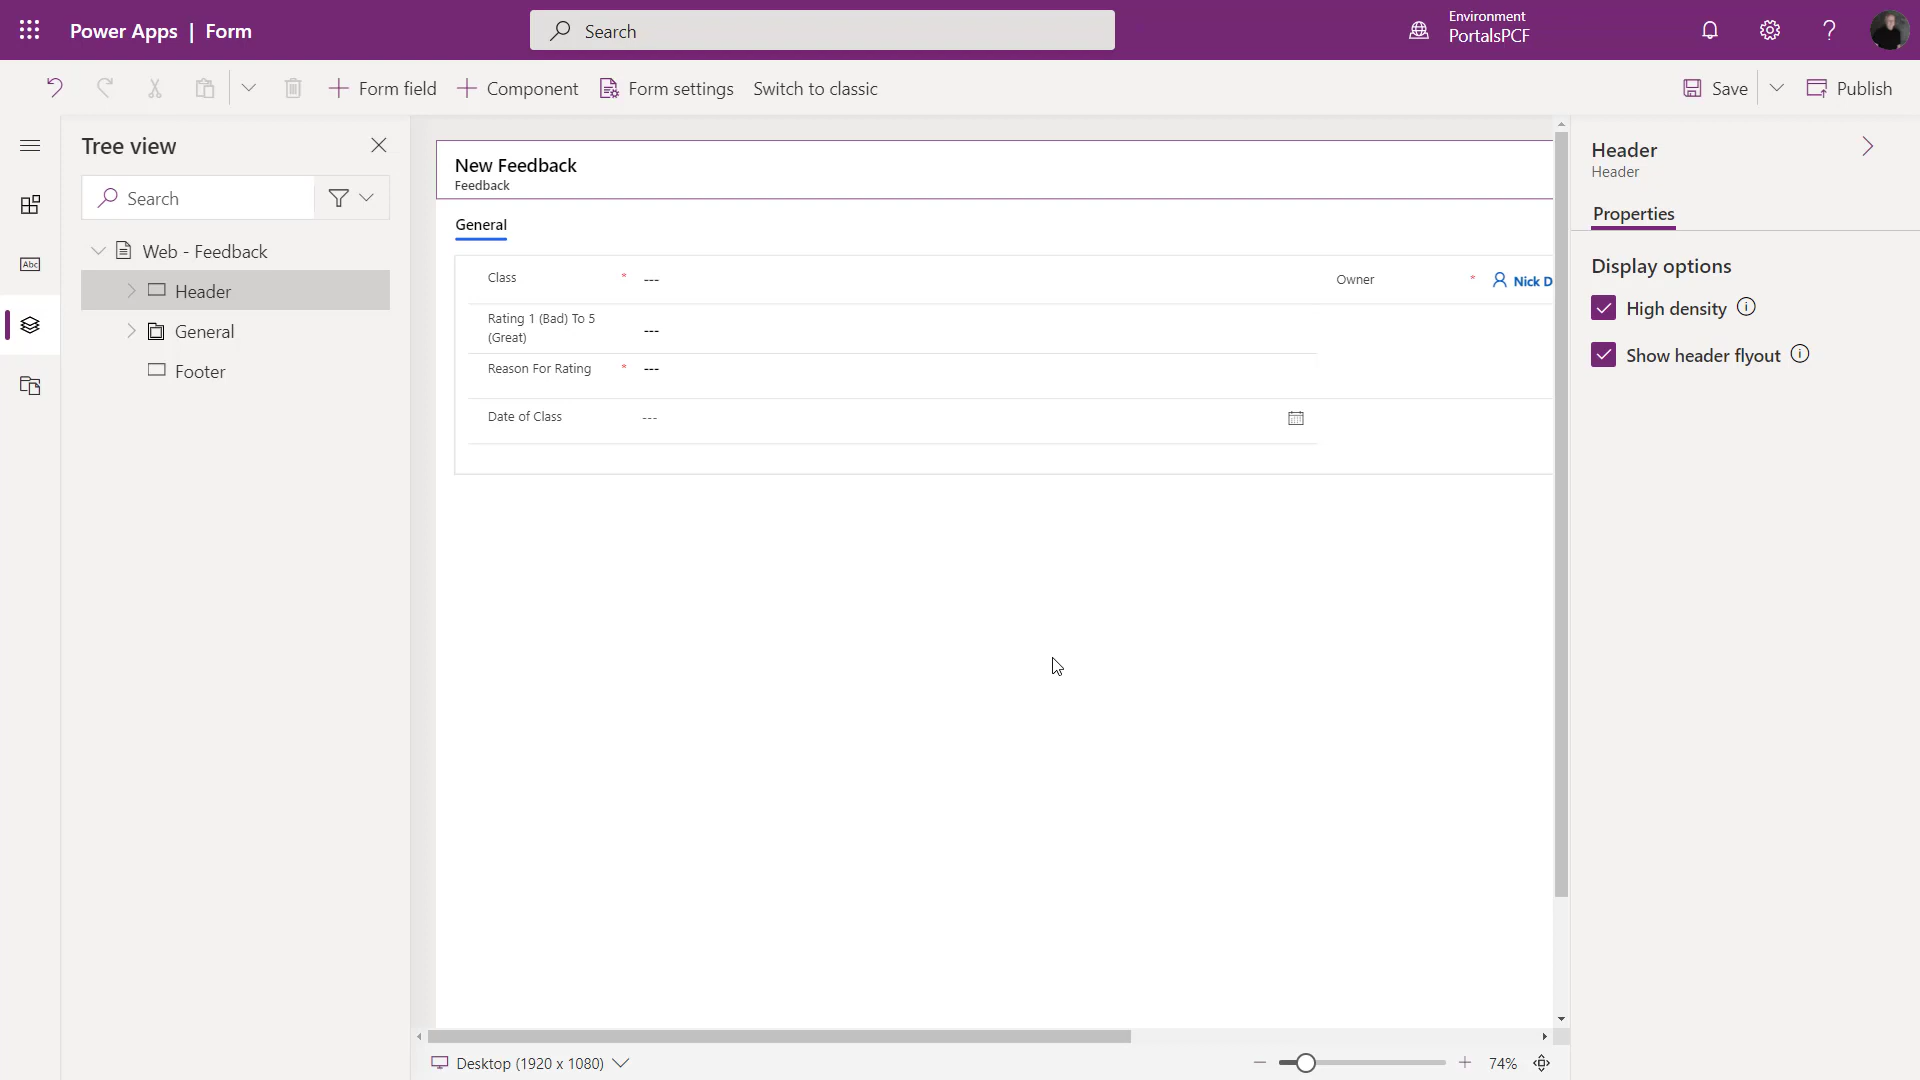 Power Apps | Form
Search
Environment
PortalsPCF
Form field
Component
Form settings
Switch to classic
Save
Publish
Tree view
Search
Web - Feedback
Header
General
Footer
Abc
New Feedback
Feedback
General
Class * ---
Owner * Nick D
Rating 1 (Bad) To 5
(Great) ---
Reason For Rating * ---
Date of Class ---
Header
Header
Properties
Display options
High density
Show header flyout
Desktop (1920 x 1080)
74%